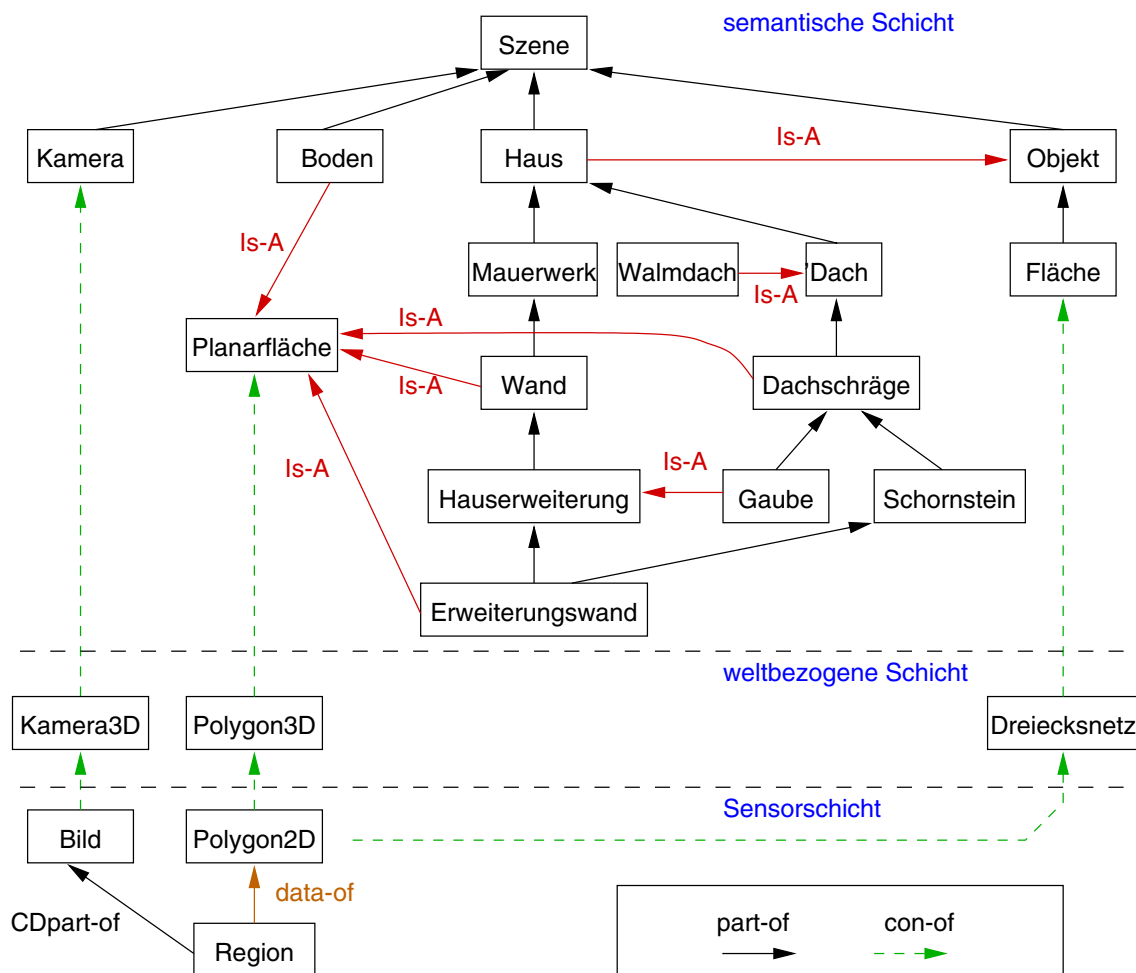 semantische Schicht
Szene
Kamera
Boden
Haus
Is-A
Objekt
Is-A
Mauerwerk
Walmdach
'Dach
Fläche
Is-A
Is-A
Planarfläche
Is-A
Wand
Dachschräge
Is-A
Is-A
Hauserweiterung
Gaube
Schornstein
Erweiterungswand
weltbezogene Schicht
Kamera3D
Polygon3D
Dreiecksnetz
Sensorschicht
Bild
Polygon2D
data-of
CDpart-of
Region
part-of
con-of